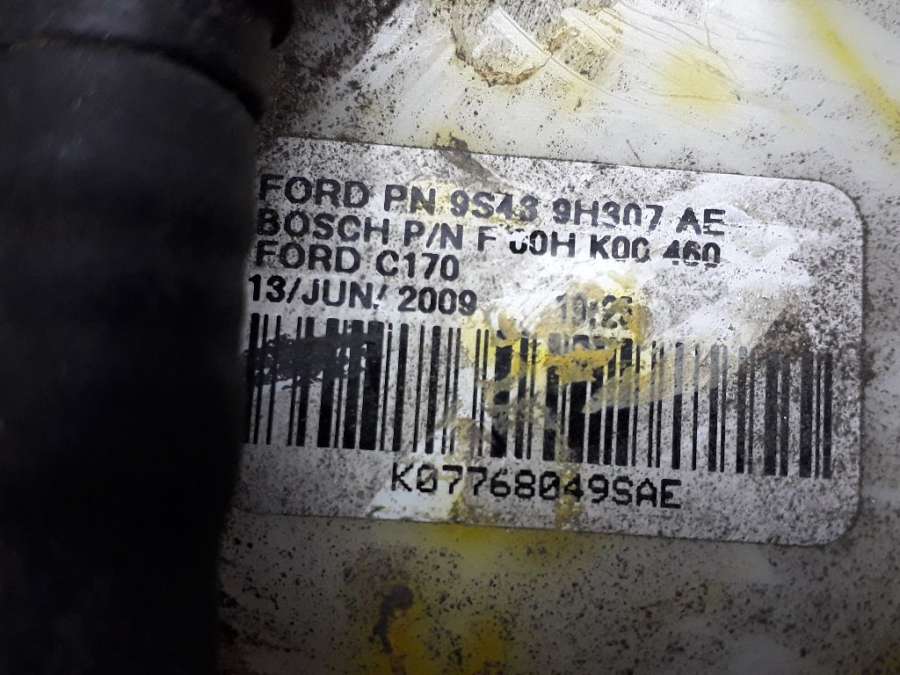 FORD PN 9S43 9H307 AE
BOSCH P/N F 00H K00 460
FORD C170
13/JUN/ 2009
K07768049SAE